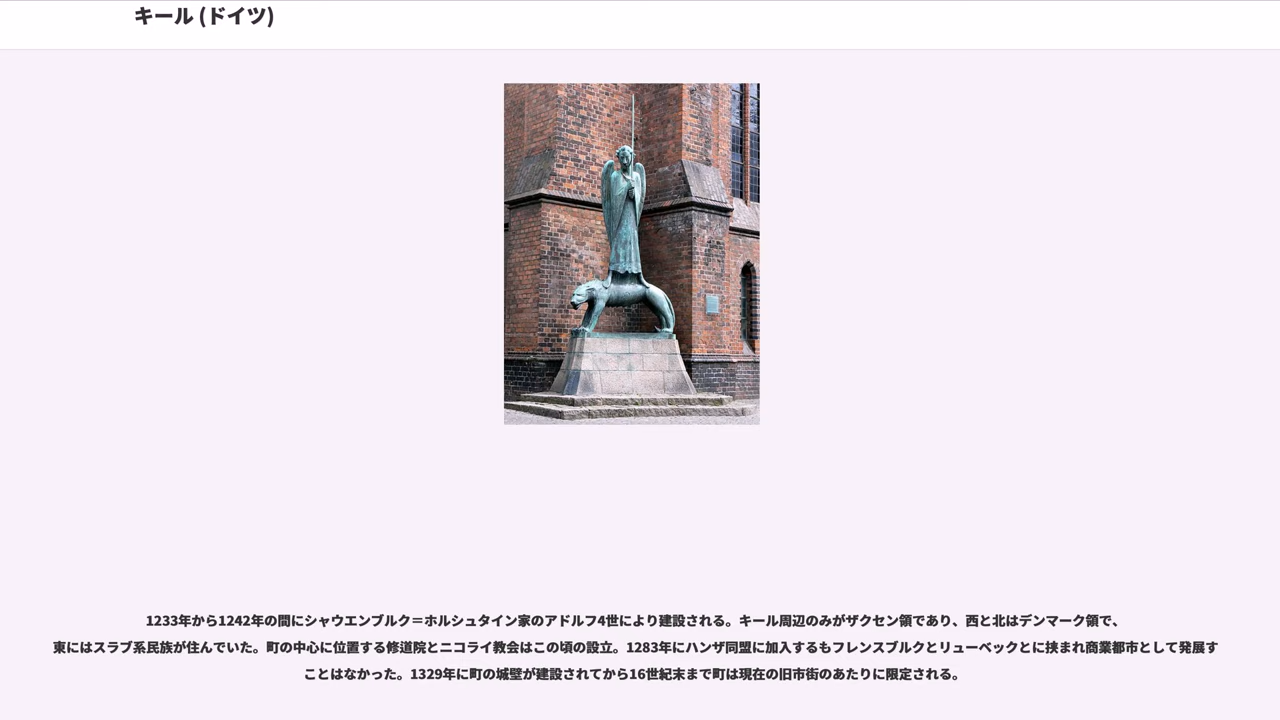 キール (ドイツ)
1233年から1242年の間にシャウエンブルク＝ホルシュタイン家のアドルフ4世により建設される。キール周辺のみがザクセン領であり、西と北はデンマーク領で、
東にはスラブ系民族が住んでいた。町の中心に位置する修道院とニコライ教会はこの頃の設立。1283年にハンザ同盟に加入するもフレンスブルクとリューベックとに挟まれ商業都市として発展す
ことはなかった。1329年に町の城壁が建設されてから16世紀末まで町は現在の旧市街のあたりに限定される。